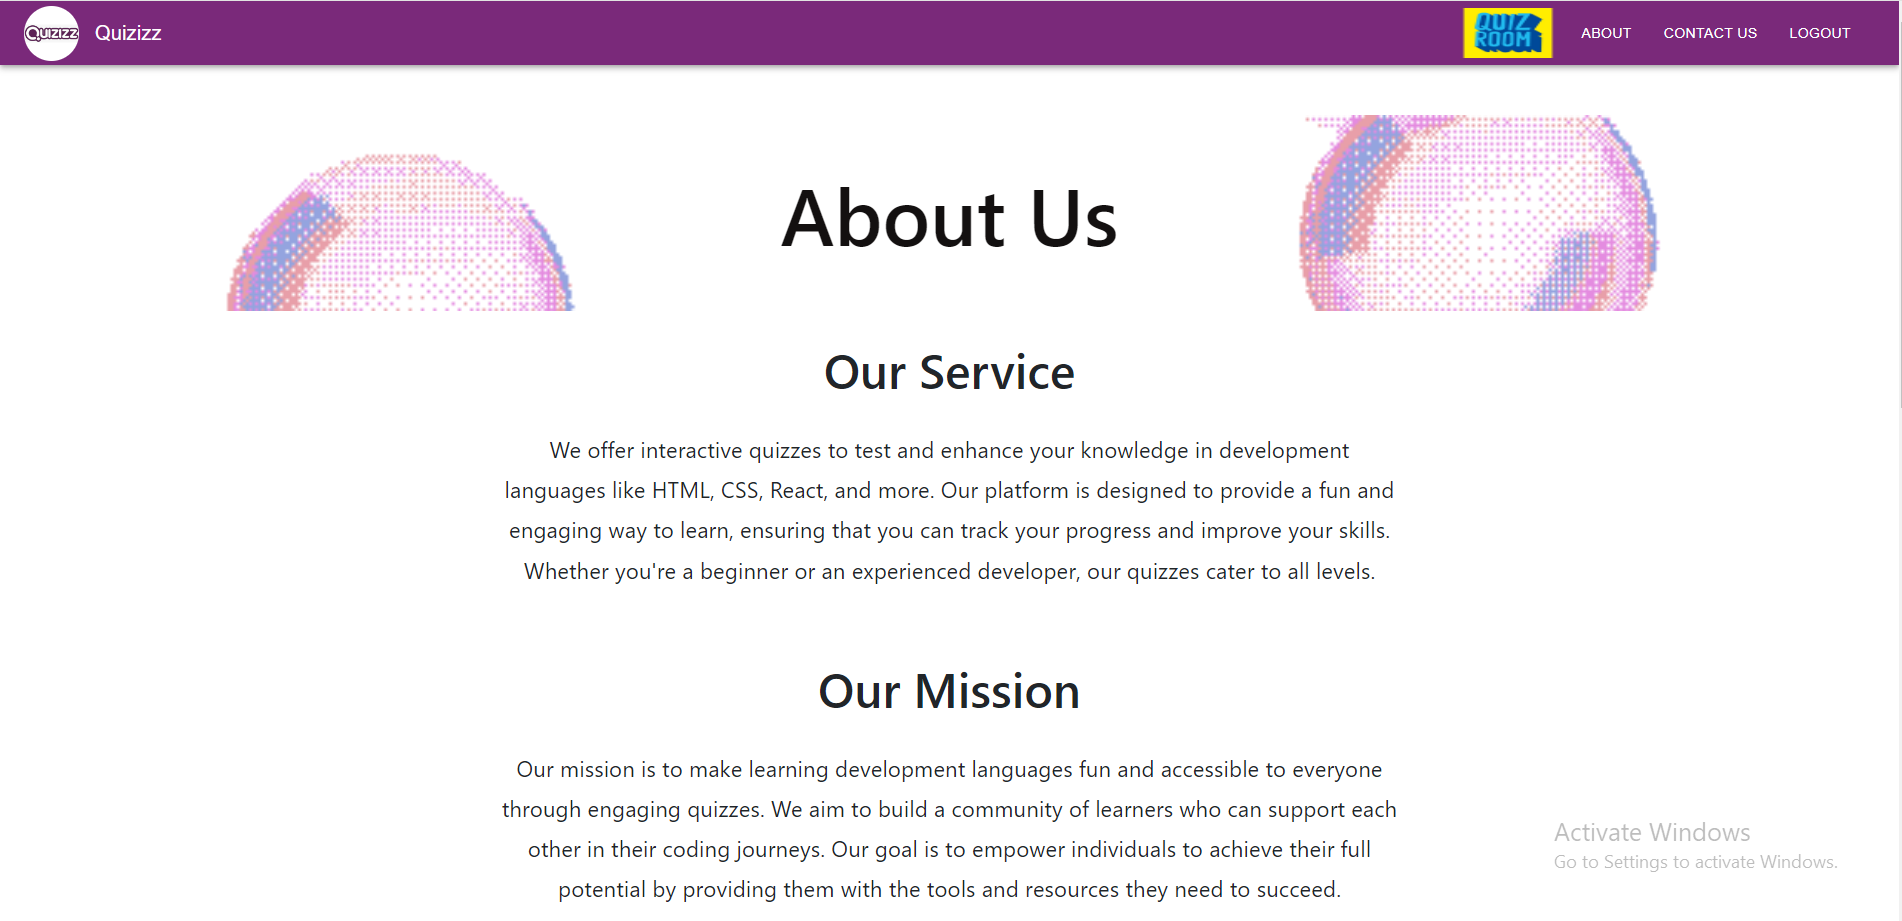 Quizizz
Quizizz
QUIZ
ROOM
ABOUT
CONTACT US
LOGOUT
About Us
Our Service
We offer interactive quizzes to test and enhance your knowledge in development
languages like HTML, CSS, React, and more. Our platform is designed to provide a fun and
engaging way to learn, ensuring that you can track your progress and improve your skills.
Whether you're a beginner or an experienced developer, our quizzes cater to all levels.
Our Mission
Our mission is to make learning development languages fun and accessible to everyone
through engaging quizzes. We aim to build a community of learners who can support each
other in their coding journeys. Our goal is to empower individuals to achieve their full
potential by providing them with the tools and resources they need to succeed.
Activate Windows
Go to Settings to activate Windows.